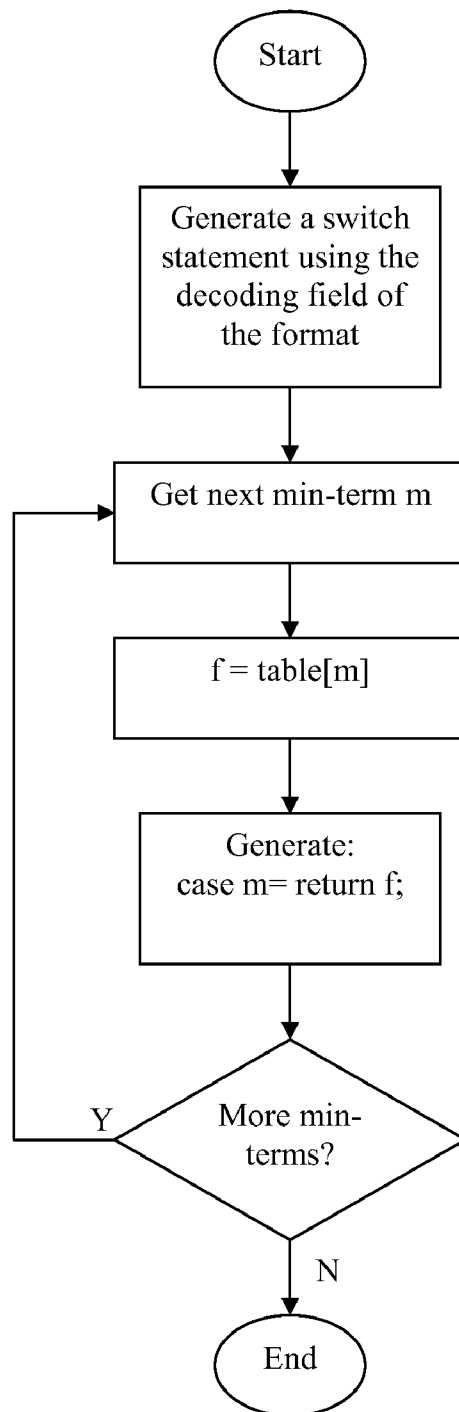 Start
Generate a switch
statement using the
decoding field of
the format
Get next min-term m
f = table[m]
Generate:
case m= return f;
More min-
terms?
Y
N
End